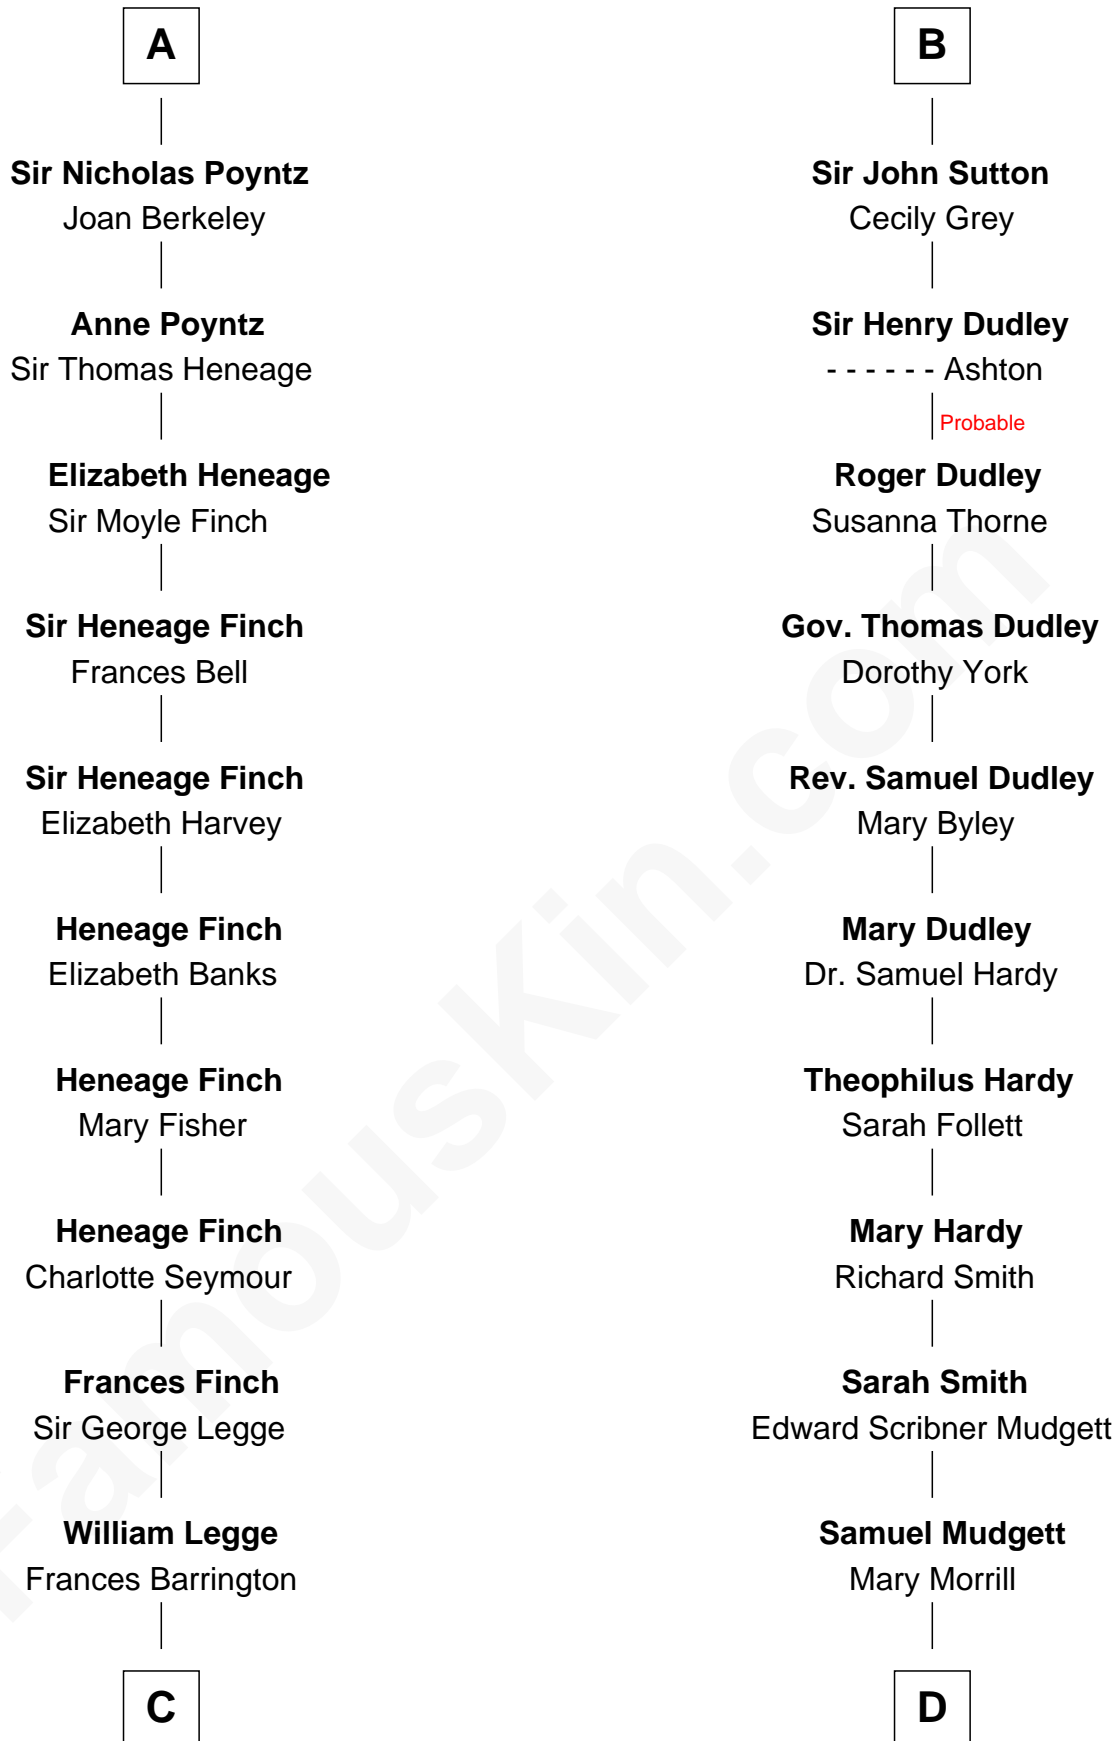 A
Sir Nicholas Poyntz
Joan Berkeley
Anne Poyntz
Sir Thomas Heneage
Elizabeth Heneage
Sir Moyle Finch
Sir Heneage Finch
Frances Bell
Sir Heneage Finch
Elizabeth Harvey
Heneage Finch
Elizabeth Banks
Heneage Finch
Mary Fisher
Heneage Finch
Charlotte Seymour
Frances Finch
Sir George Legge
William Legge
Frances Barrington
C
B
Sir John Sutton
Cecily Grey
Sir Henry Dudley
- - - - - - Ashton
Probable
Roger Dudley
Susanna Thorne
Gov. Thomas Dudley
Dorothy York
Rev. Samuel Dudley
Mary Byley
Mary Dudley
Dr. Samuel Hardy
Theophilus Hardy
Sarah Follett
Mary Hardy
Richard Smith
Sarah Smith
Edward Scribner Mudgett
Samuel Mudgett
Mary Morrill
D
FamousKin.com